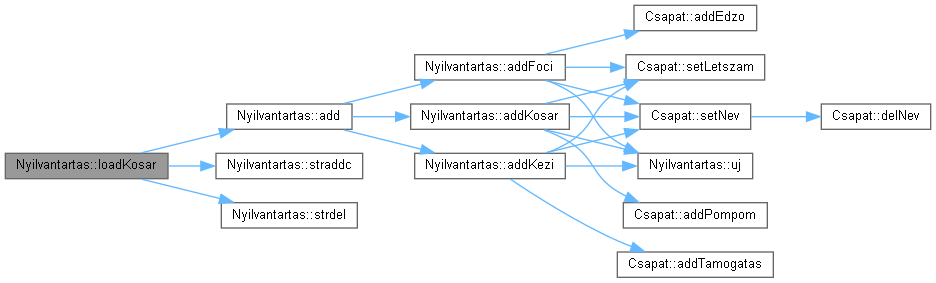 Csapat::addEdzo
Nyilvantartas::addFoci
Csapat::setLetszam
Nyilvantartas::add
Nyilvantartas::addKosar
Csapat::setNev
Csapat::delNev
Nyilvantartas::loadKosar
Nyilvantartas::straddc
Nyilvantartas::addKezi
Nyilvantartas::uj
Nyilvantartas::strdel
Csapat::addPompom
Csapat::addTamogatas